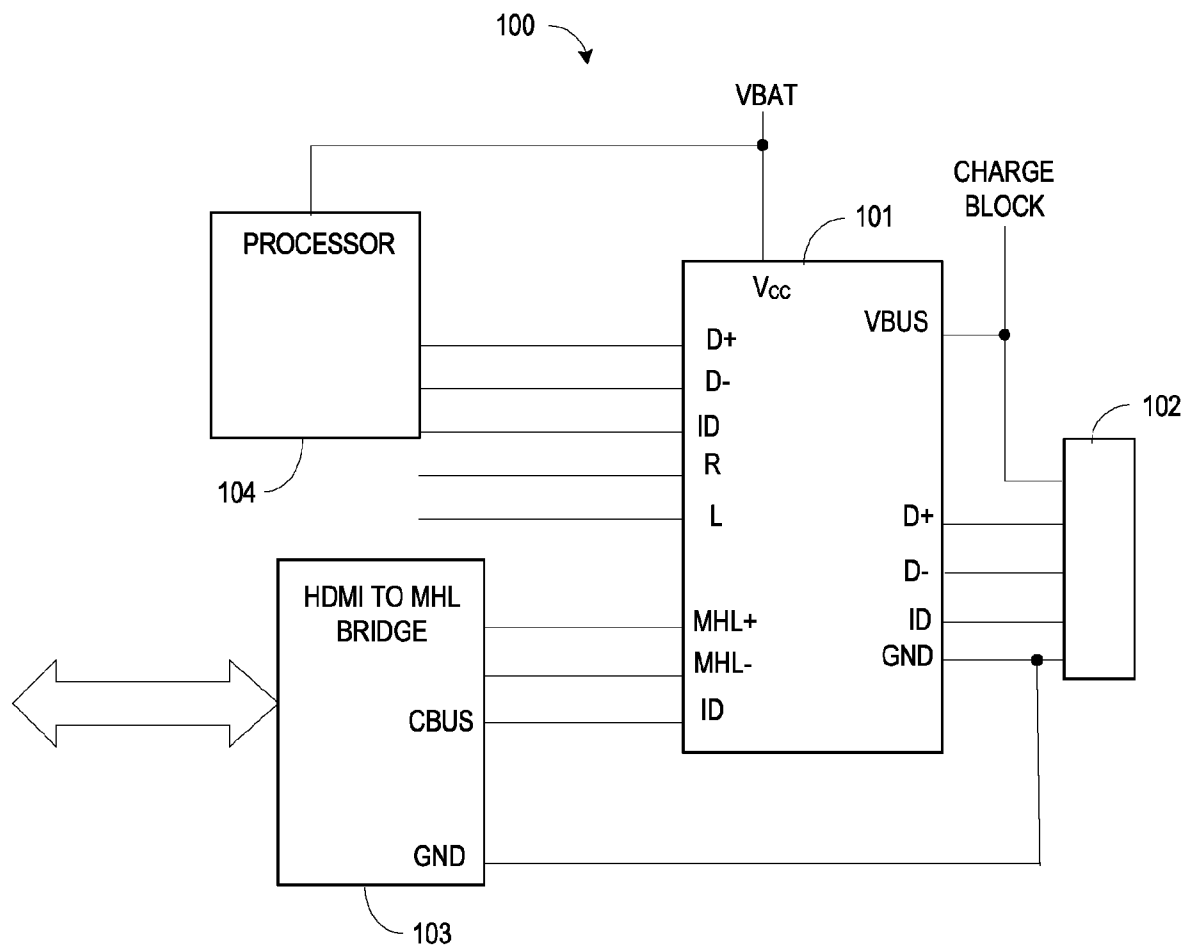 100
VBAT
CHARGE
BLOCK
101
PROCESSOR
VCC
VBUS
D+
D-
ID
R
L
104
102
D+
D-
ID
GND
HDMI TO MHL
BRIDGE
MHL+
MHL-
CBUS
ID
GND
103